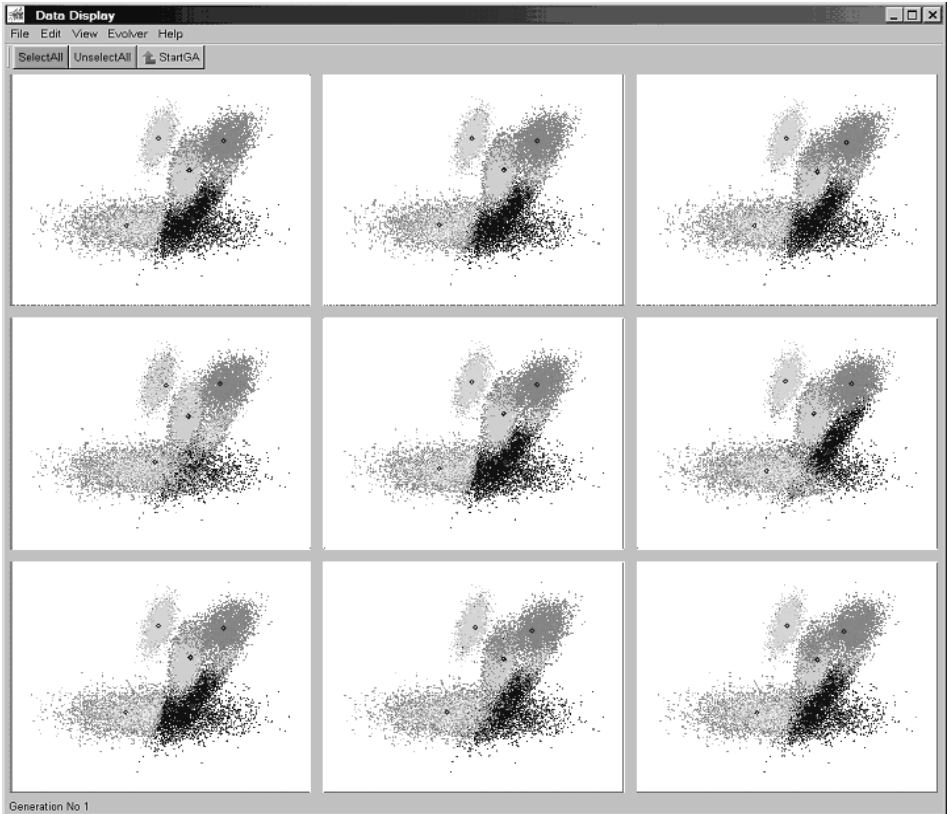 Data Display
File Edit View Evolver Help
SelectAll UnselectAll StartGA
Generation No 1